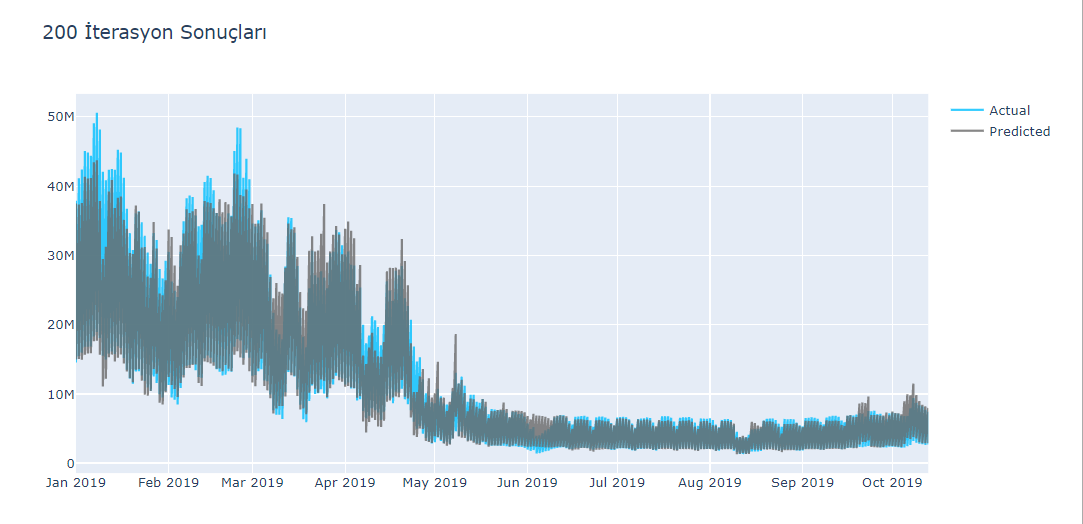 200 İterasyon Sonuçları
50M
40M
30M
20M
10M
0
Jan 2019
Feb 2019
Mar 2019
Apr 2019
May 2019
Jun 2019
Jul 2019
Aug 2019
Sep 2019
Oct 2019
Actual
Predicted